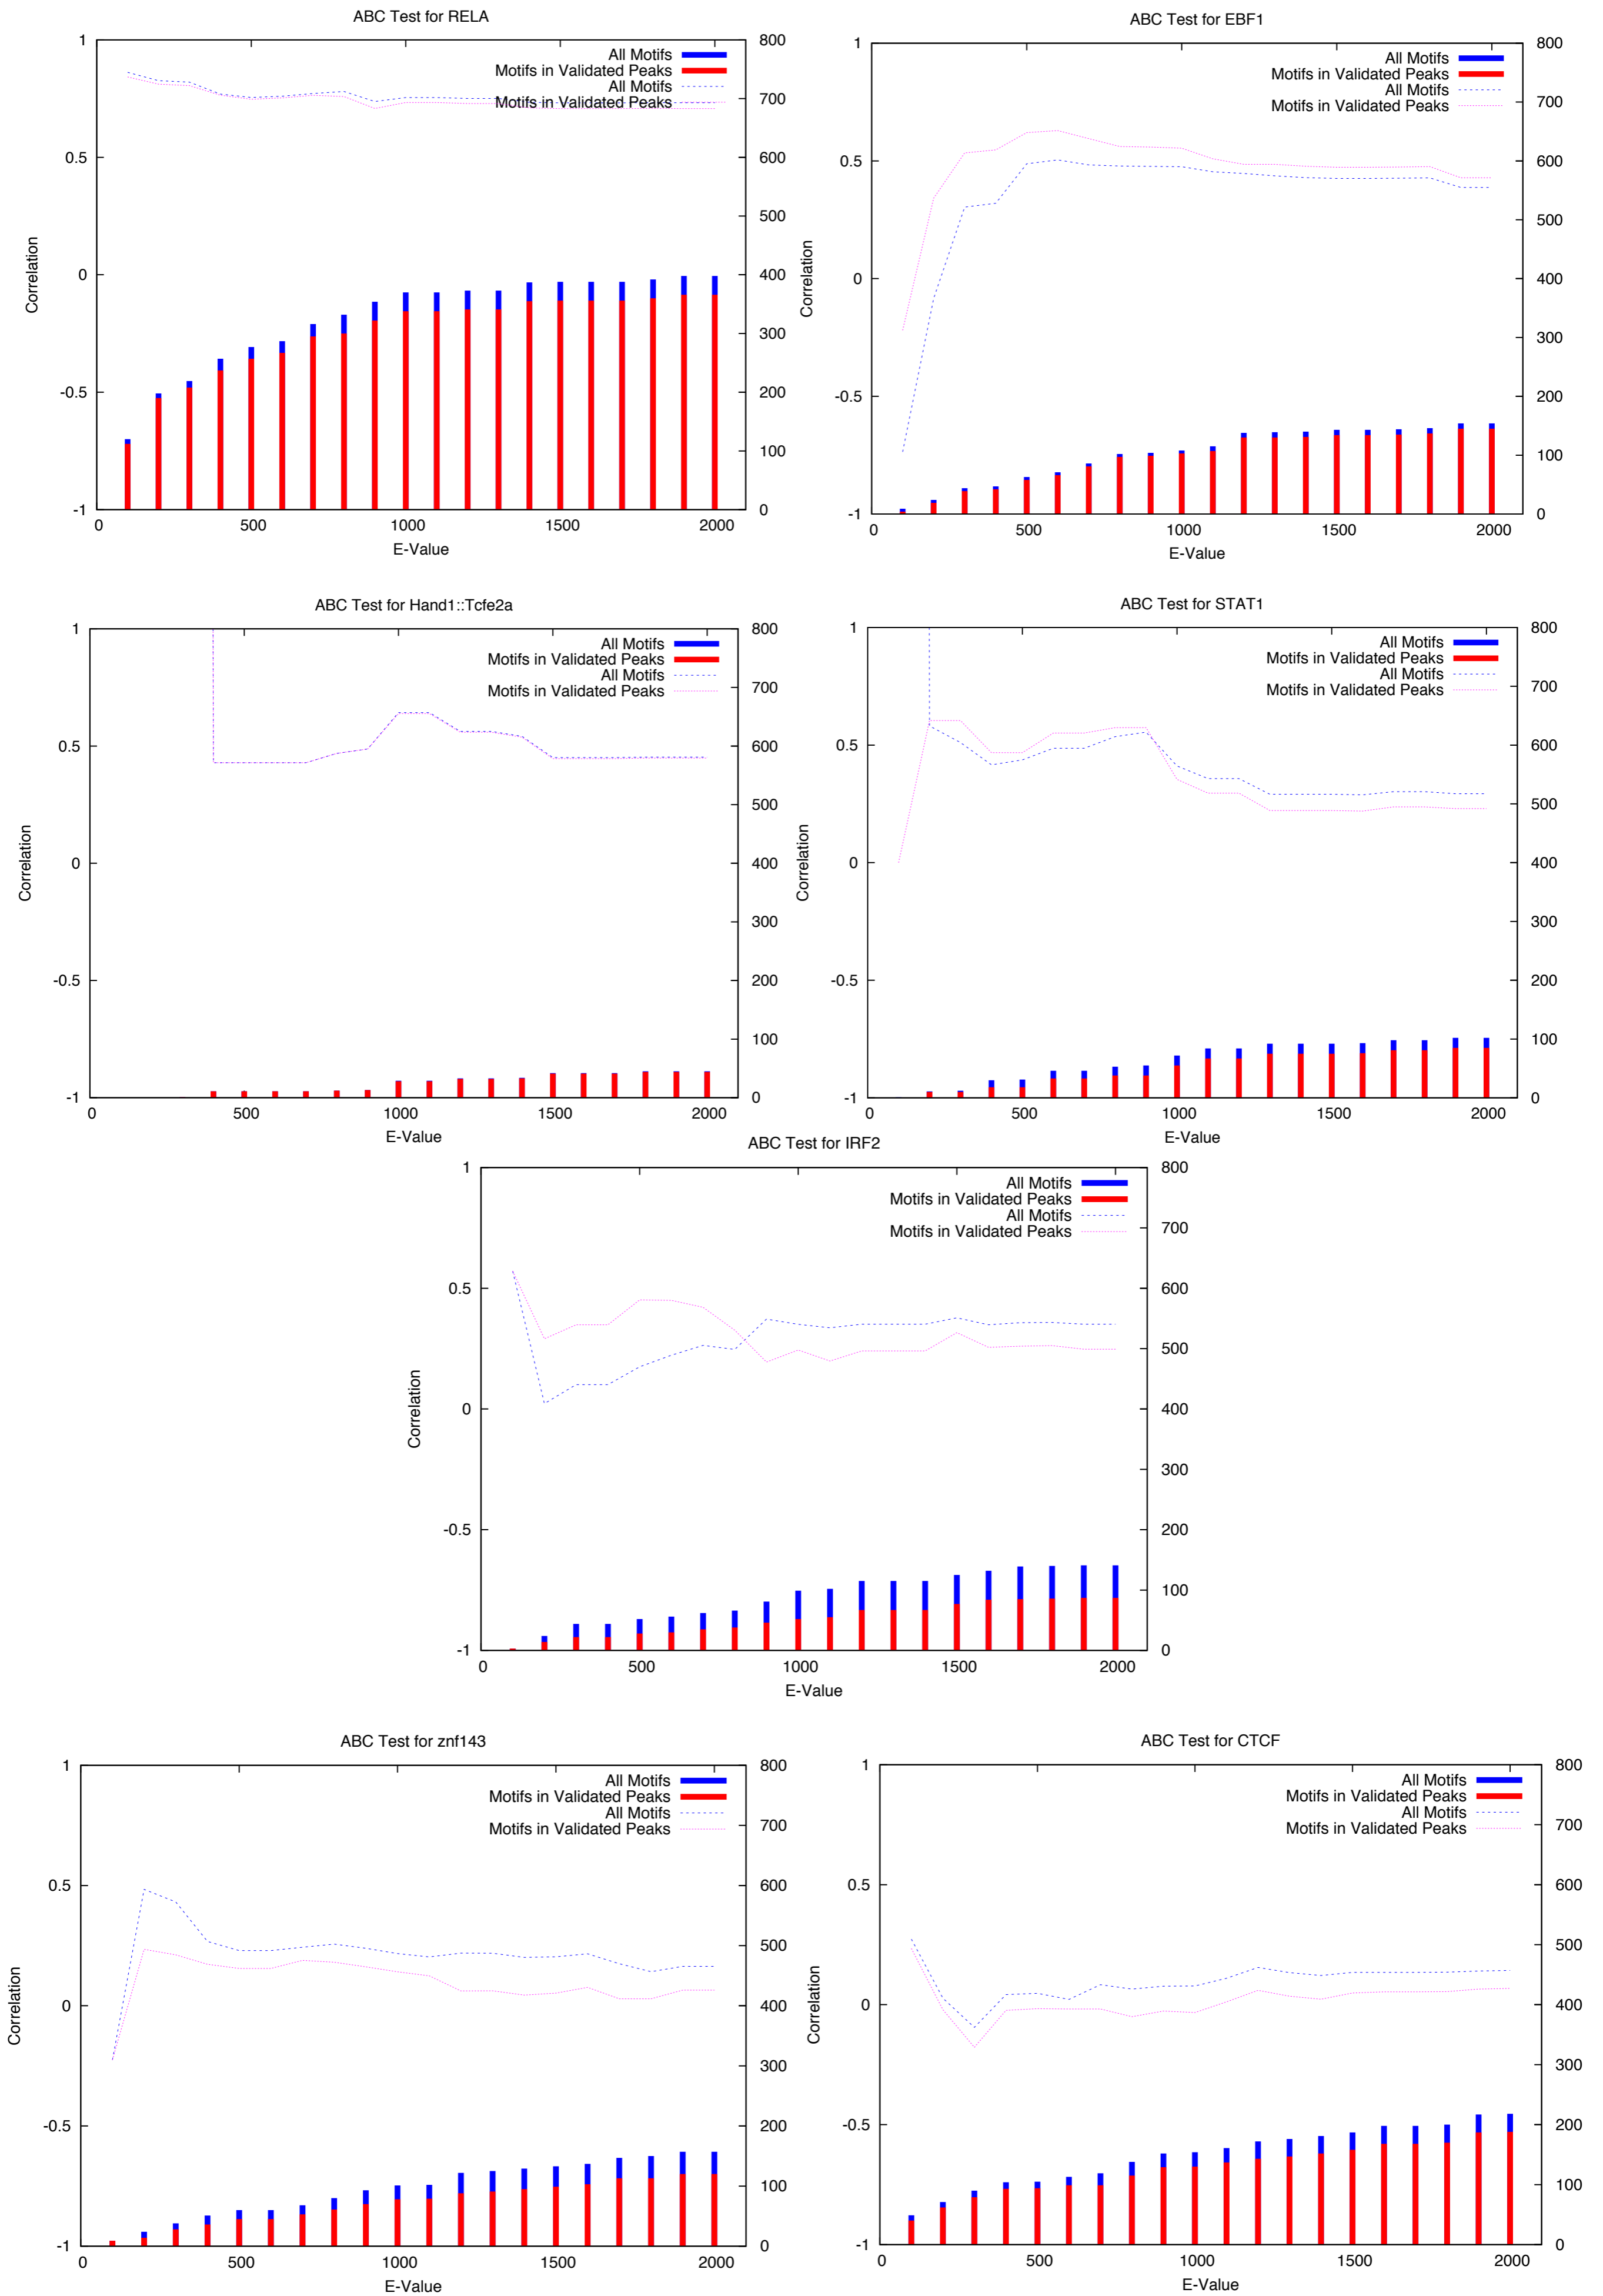 ABC Test for RELA
1
0.5
0
-0.5
-1
800
700
600
500
400
300
200
100
0
0 500 1000 1500 2000
Correlation
E-Value
All Motifs
Motifs in Validated Peaks
All Motifs
Motifs in Validated Peaks
ABC Test for EBF1
1
0.5
0
-0.5
-1
800
700
600
500
400
300
200
100
0
0 500 1000 1500 2000
Correlation
E-Value
All Motifs
Motifs in Validated Peaks
All Motifs
Motifs in Validated Peaks
ABC Test for Hand1::Tcfe2a
1
0.5
0
-0.5
-1
800
700
600
500
400
300
200
100
0
0 500 1000 1500 2000
Correlation
E-Value
All Motifs
Motifs in Validated Peaks
All Motifs
Motifs in Validated Peaks
ABC Test for STAT1
1
0.5
0
-0.5
-1
800
700
600
500
400
300
200
100
0
0 500 1000 1500 2000
Correlation
E-Value
All Motifs
Motifs in Validated Peaks
All Motifs
Motifs in Validated Peaks
ABC Test for IRF2
1
0.5
0
-0.5
-1
800
700
600
500
400
300
200
100
0
0 500 1000 1500 2000
Correlation
E-Value
All Motifs
Motifs in Validated Peaks
All Motifs
Motifs in Validated Peaks
ABC Test for znf143
1
0.5
0
-0.5
-1
800
700
600
500
400
300
200
100
0
0 500 1000 1500 2000
Correlation
E-Value
All Motifs
Motifs in Validated Peaks
All Motifs
Motifs in Validated Peaks
ABC Test for CTCF
1
0.5
0
-0.5
-1
800
700
600
500
400
300
200
100
0
0 500 1000 1500 2000
Correlation
E-Value
All Motifs
Motifs in Validated Peaks
All Motifs
Motifs in Validated Peaks